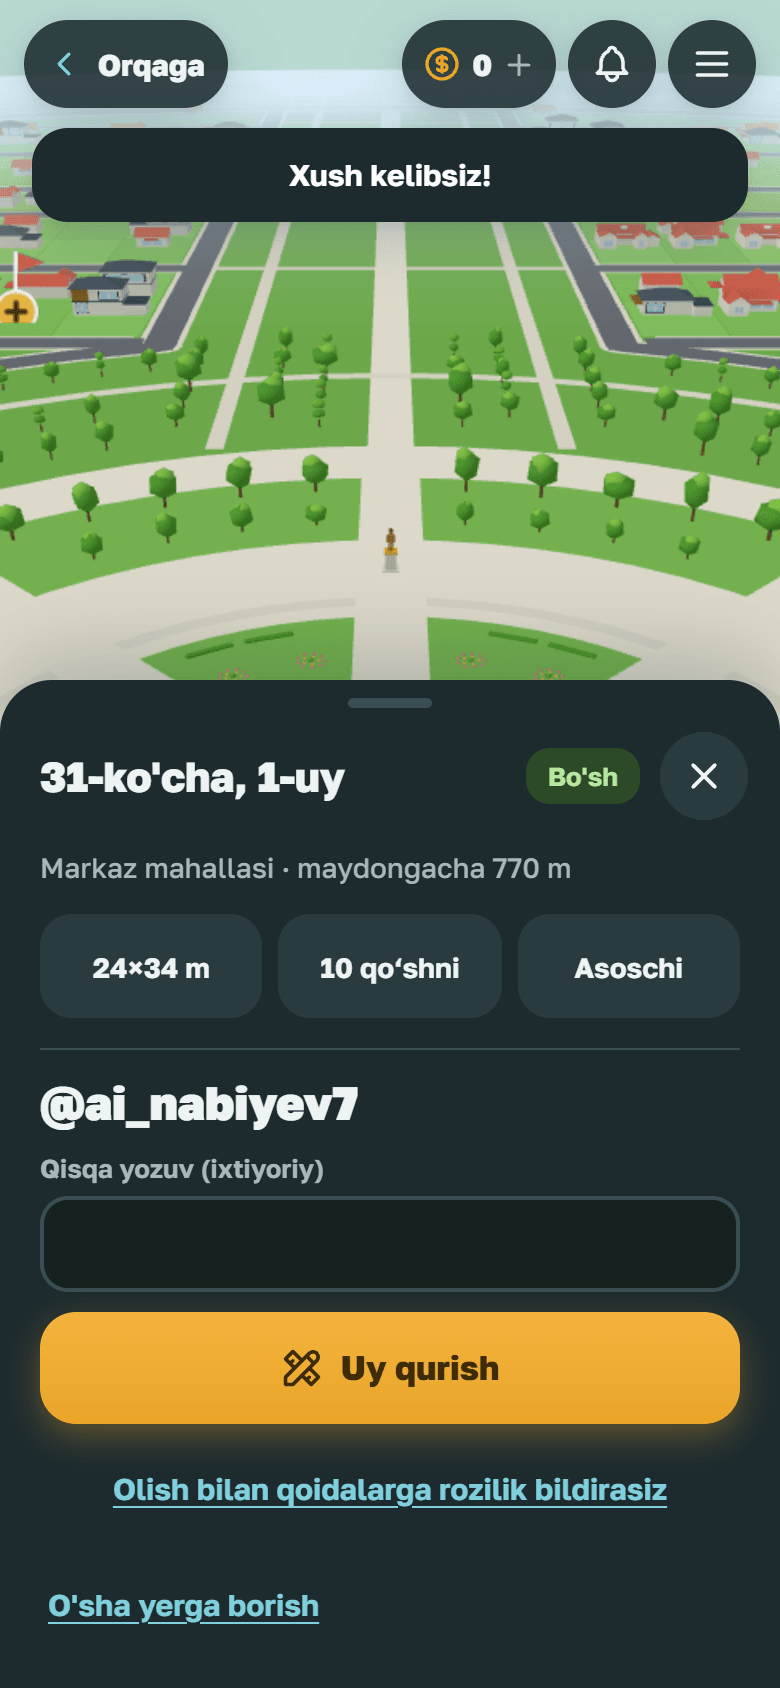 Orqaga
0
Xush kelibsiz!
31-ko'cha, 1-uy
Bo'sh
Markaz mahallasi · maydongacha 770 m
24×34 m
10 qo‘shni
Asoschi
@ai_nabiyev7
Qisqa yozuv (ixtiyoriy)
Uy qurish
Olish bilan qoidalarga rozilik bildirasiz
O'sha yerga borish